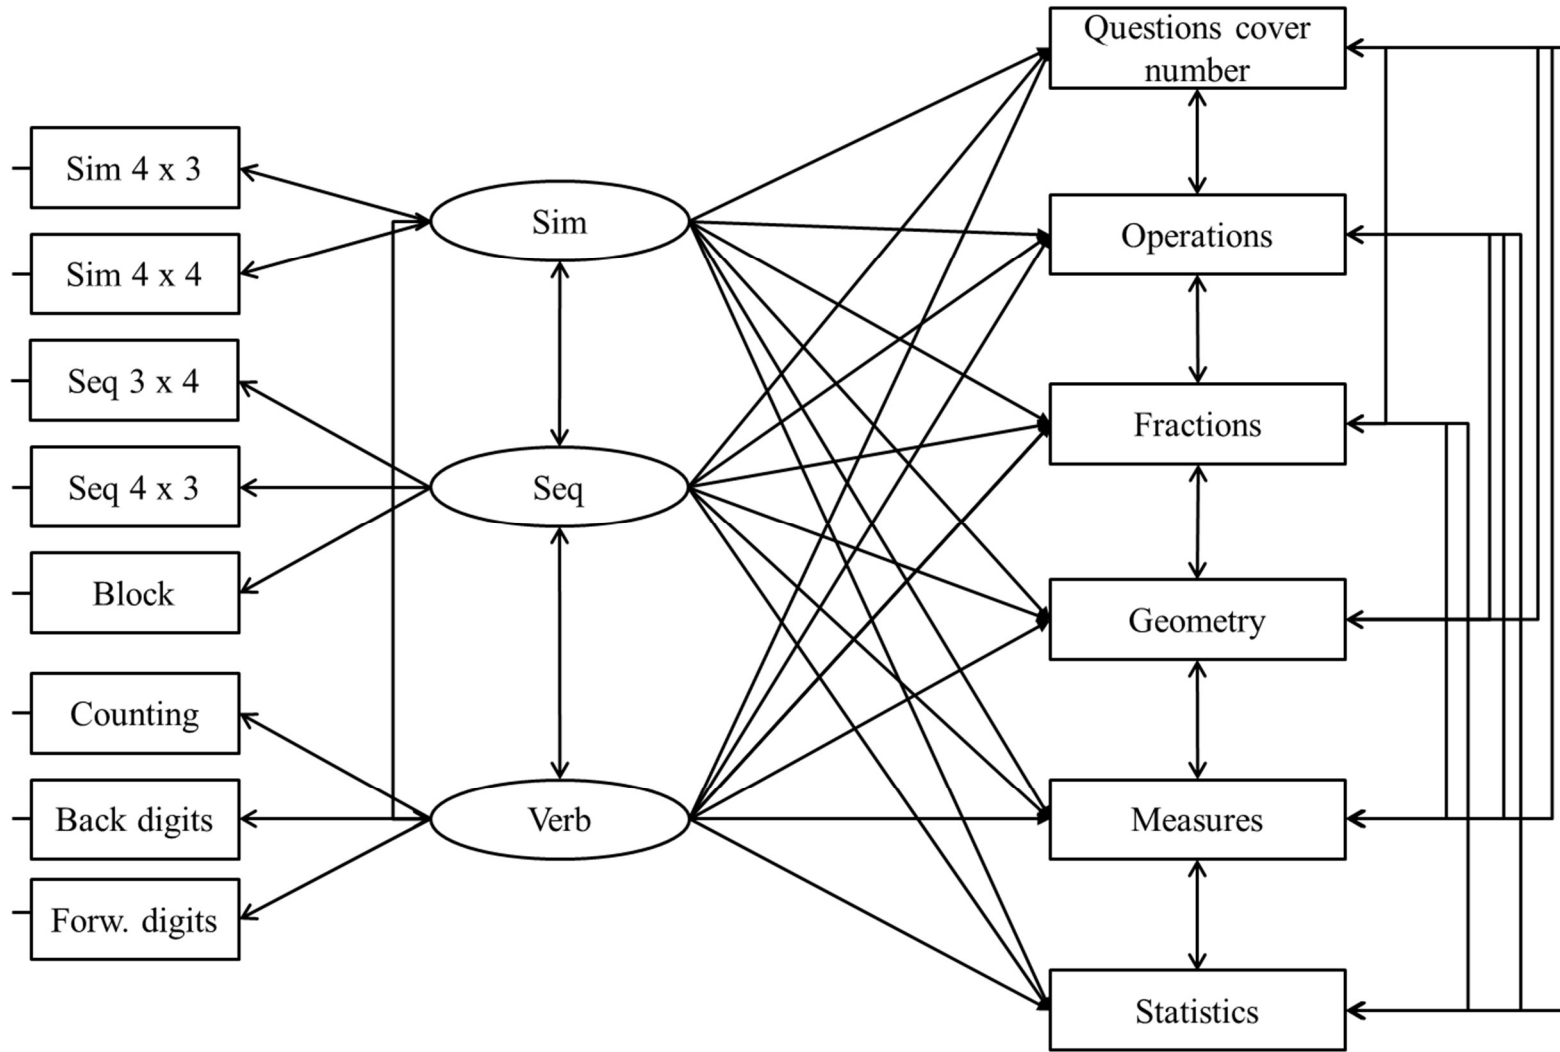 Questions cover
number
Sim 4 x 3
Sim
Operations
Sim 4 x 4
Seq 3 x 4
Fractions
Seq 4 x 3
Seq
Block
Geometry
Counting
Back digits
Verb
Measures
Forw. digits
Statistics